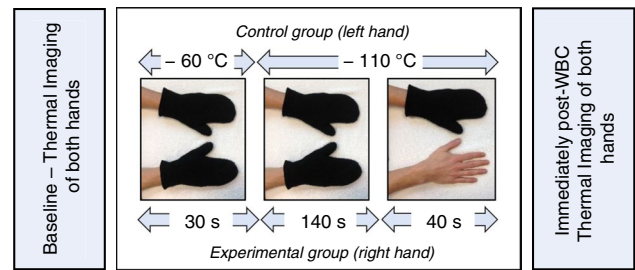 Baseline – Thermal Imaging
of both hands
Control group (left hand)
– 60 °C
– 110 °C
30 s
140 s
40 s
Experimental group (right hand)
Immediately post-WBC
Thermal Imaging of both
hands